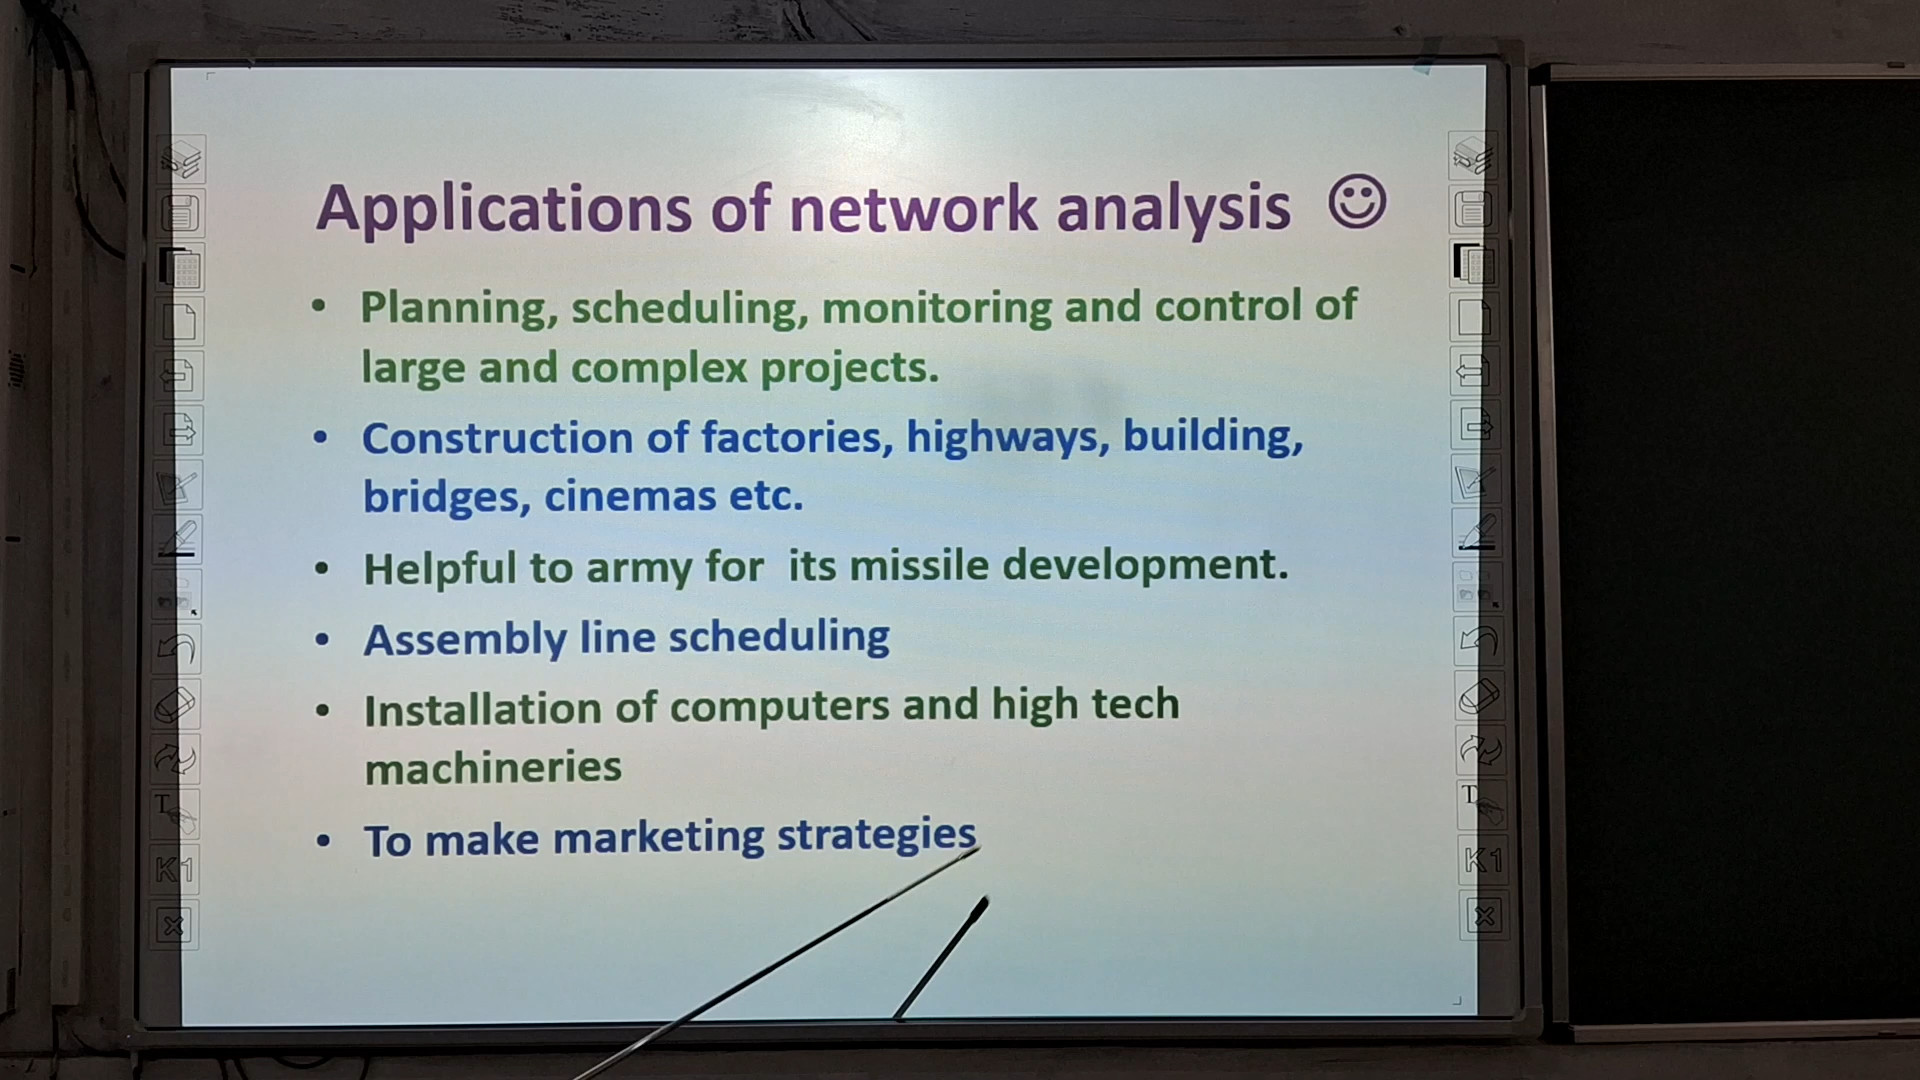 Applications of network analysis ☺
• Planning, scheduling, monitoring and control of
large and complex projects.
• Construction of factories, highways, building,
bridges, cinemas etc.
• Helpful to army for its missile development.
• Assembly line scheduling
• Installation of computers and high tech
machineries
• To make marketing strategies
T
K1
T
K1